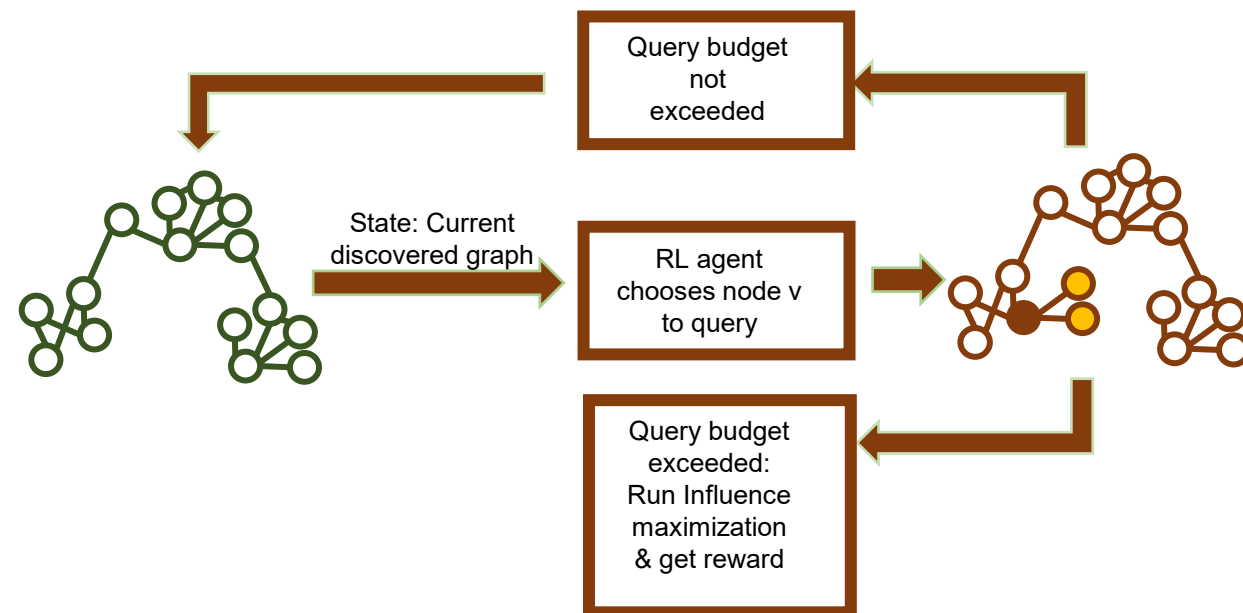 Query budget
not
exceeded
State: Current
discovered graph
RL agent
chooses node v
to query
Query budget
exceeded:
Run Influence
maximization
& get reward